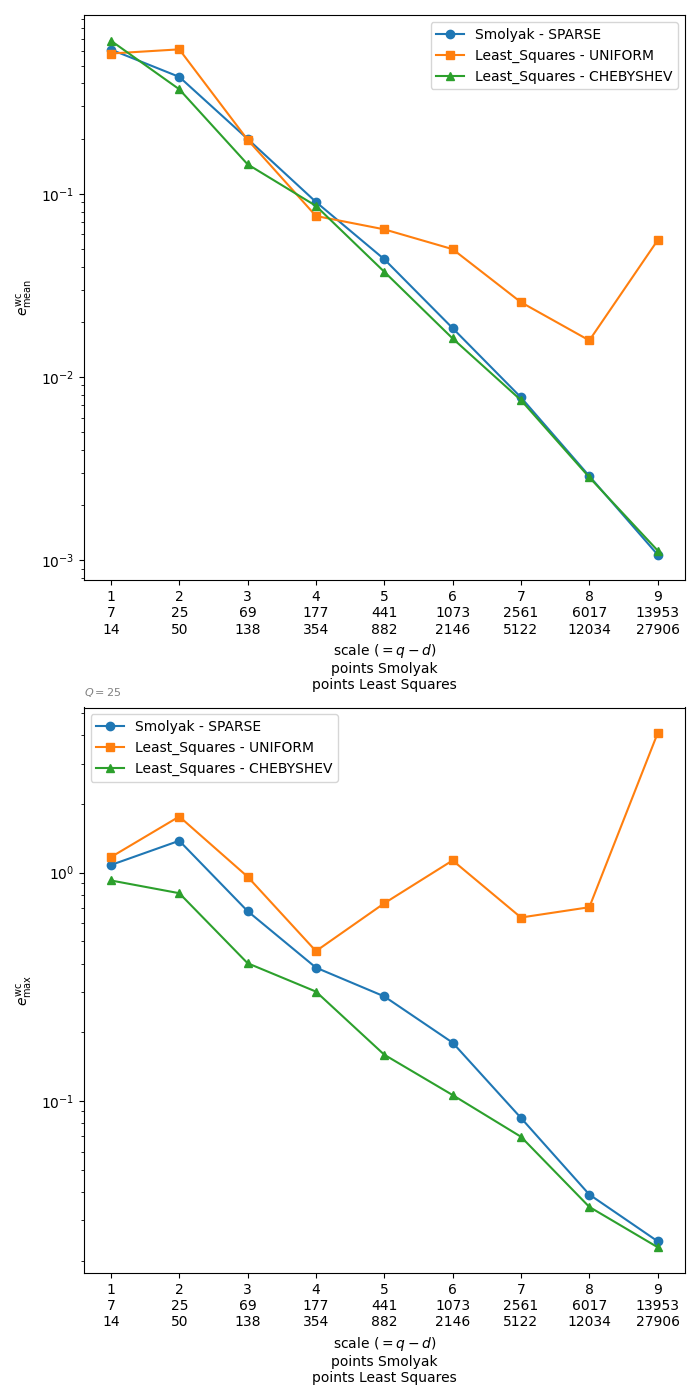 Smolyak - SPARSE
Least_Squares - UNIFORM
Least_Squares - CHEBYSHEV
10⁻¹
10⁻²
10⁻³
e^wc_mean
1 2 3 4 5 6 7 8 9
7 25 69 177 441 1073 2561 6017 13953
14 50 138 354 882 2146 5122 12034 27906
scale (= q − d)
points Smolyak
points Least Squares
Q = 25
Smolyak - SPARSE
Least_Squares - UNIFORM
Least_Squares - CHEBYSHEV
10⁰
10⁻¹
e^wc_max
1 2 3 4 5 6 7 8 9
7 25 69 177 441 1073 2561 6017 13953
14 50 138 354 882 2146 5122 12034 27906
scale (= q − d)
points Smolyak
points Least Squares